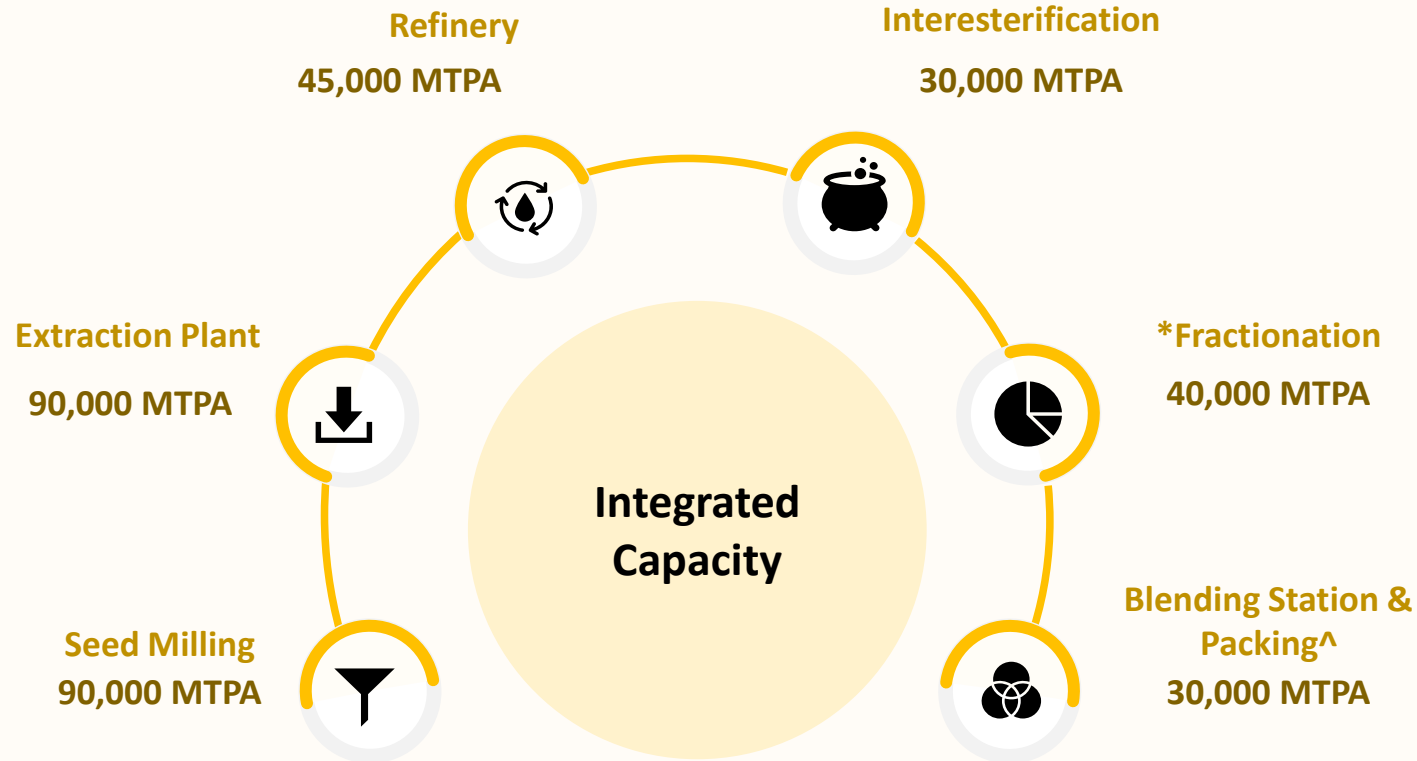 Refinery
45,000 MTPA
Interesterification
30,000 MTPA
Extraction Plant
90,000 MTPA
*Fractionation
40,000 MTPA
Integrated
Capacity
Seed Milling
90,000 MTPA
Blending Station &
Packing^
30,000 MTPA